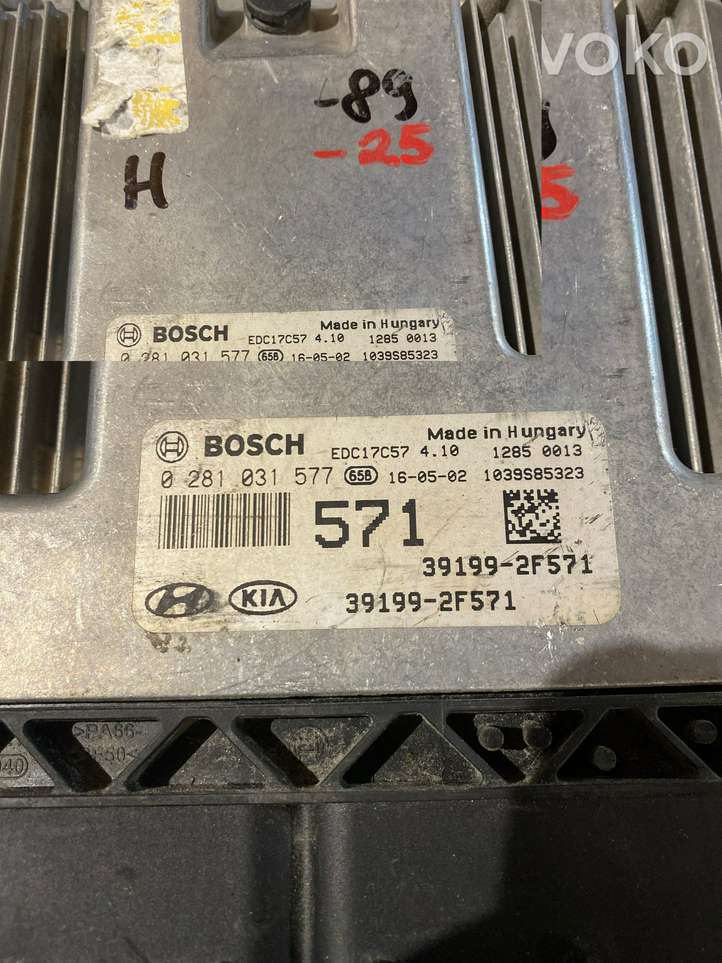 voko
-89
-25
5
H
BOSCH EDC17C57 4.10 Made in Hungary 1285 0013
0 281 031 577 658 16-05-02 1039S85323
BOSCH EDC17C57 4.10 Made in Hungary 1285 0013
0 281 031 577 658 16-05-02 1039S85323
571
39199-2F571
KIA 39199-2F571
>PA66-